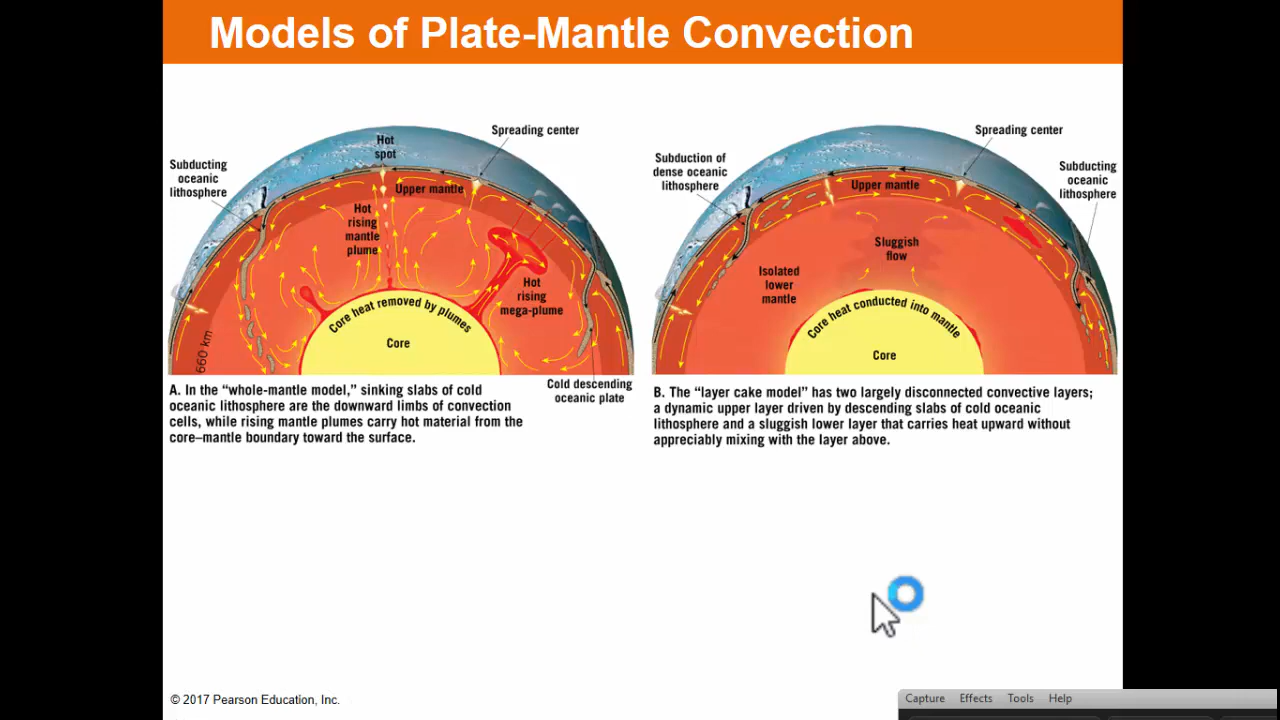 Models of Plate-Mantle Convection
Spreading center
Hot
spot
Subducting
oceanic
lithosphere
Upper mantle
Hot
rising
mantle
plume
Hot
rising
mega-plume
Core heat removed by plumes
Core
660 km
Cold descending
oceanic plate
A. In the “whole-mantle model,” sinking slabs of cold
oceanic lithosphere are the downward limbs of convection
cells, while rising mantle plumes carry hot material from the
core–mantle boundary toward the surface.
Spreading center
Subduction of
dense oceanic
lithosphere
Subducting
oceanic
lithosphere
Upper mantle
Sluggish
flow
Isolated
lower
mantle
Core heat conducted into mantle
Core
B. The “layer cake model” has two largely disconnected convective layers;
a dynamic upper layer driven by descending slabs of cold oceanic
lithosphere and a sluggish lower layer that carries heat upward without
appreciably mixing with the layer above.
© 2017 Pearson Education, Inc.
Capture Effects Tools Help